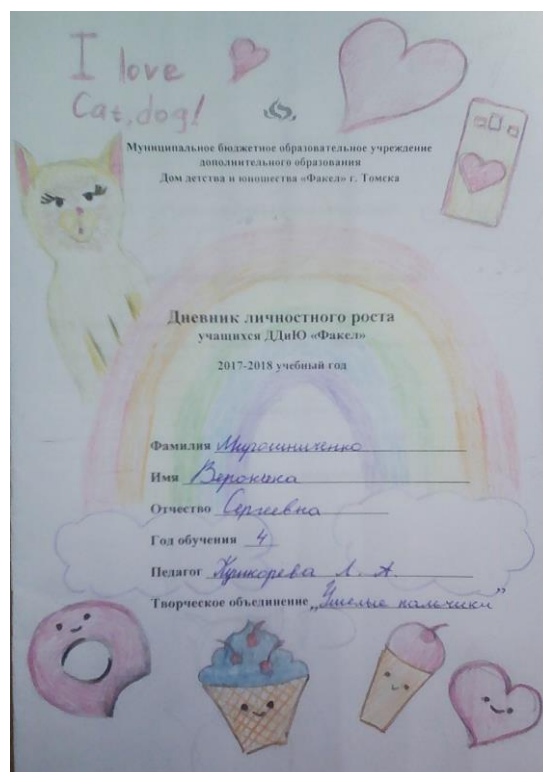 I love
Cat, dog!
Муниципальное бюджетное образовательное учреждение
дополнительного образования
Дом детства и юношества «Факел» г. Томска
Дневник личностного роста
учащихся ДДиЮ «Факел»
2017-2018 учебный год
Фамилия Мирошниченко
Имя Вероника
Отчество Сергеевна
Год обучения 4
Педагог Л. А.
Творческое объединение „Умелые пальчики”